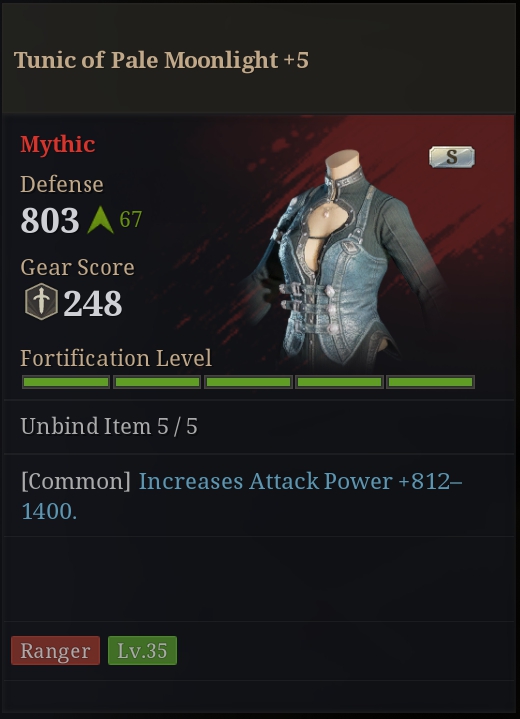 Tunic of Pale Moonlight +5
Mythic
S
Defense
803 67
Gear Score
248
Fortification Level
Unbind Item 5 / 5
[Common] Increases Attack Power +812–
1400.
Ranger Lv.35